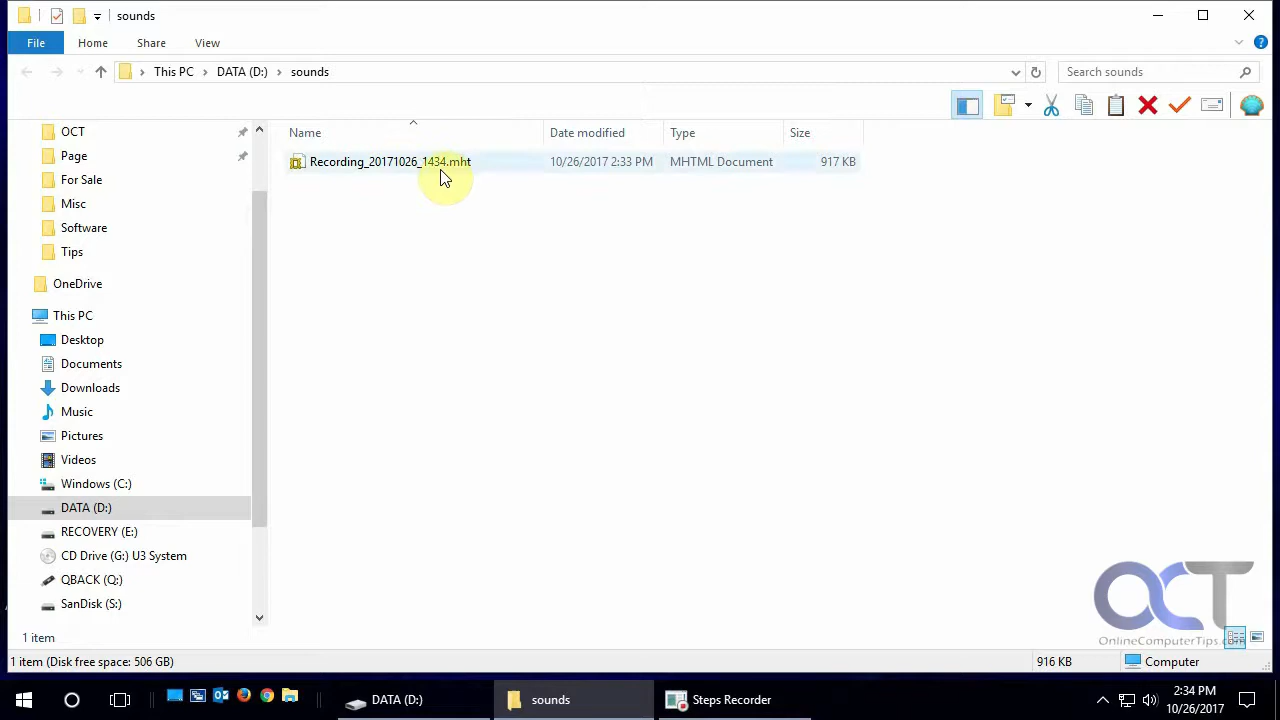 sounds
File Home Share View
This PC DATA (D:) sounds Search sounds
Name Date modified Type Size
Recording_20171026_1434.mht 10/26/2017 2:33 PM MHTML Document 917 KB
OCT
Page
For Sale
Misc
Software
Tips
OneDrive
This PC
Desktop
Documents
Downloads
Music
Pictures
Videos
Windows (C:)
DATA (D:)
RECOVERY (E:)
CD Drive (G:) U3 System
QBACK (Q:)
SanDisk (S:)
OCT
OnlineComputerTips.com
1 item
1 item (Disk free space: 506 GB) 916 KB Computer
DATA (D:) sounds Steps Recorder 2:34 PM
10/26/2017